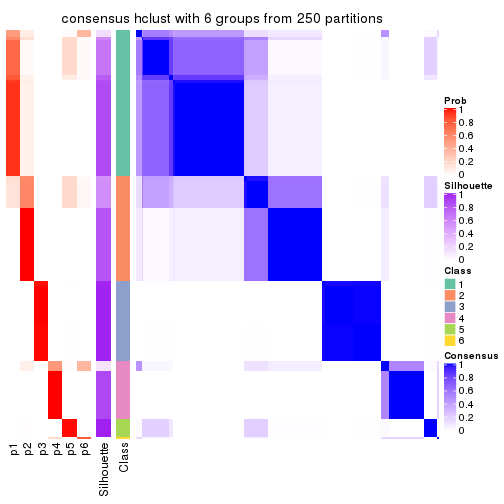 consensus hclust with 6 groups from 250 partitions
Prob
1
0.8
0.6
0.4
0.2
0
Silhouette
1
0.8
0.6
0.4
0.2
0
Class
1
2
3
4
5
6
Consensus
1
0.8
0.6
0.4
0.2
0
p1
p2
p3
p4
p5
p6
Silhouette
Class